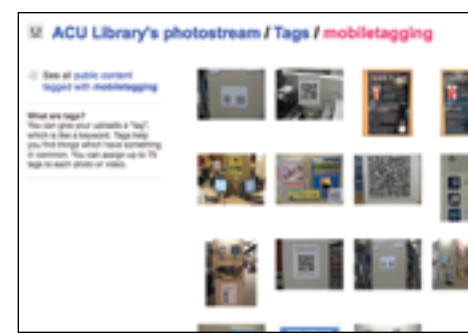 ACU Library's photostream / Tags / mobiletagging
See all public content
tagged with mobiletagging
What are tags?
You can give your uploads a "tag",
which is like a keyword. Tags help
you find things which have something
in common. You can assign up to 75
tags to each photo or video.